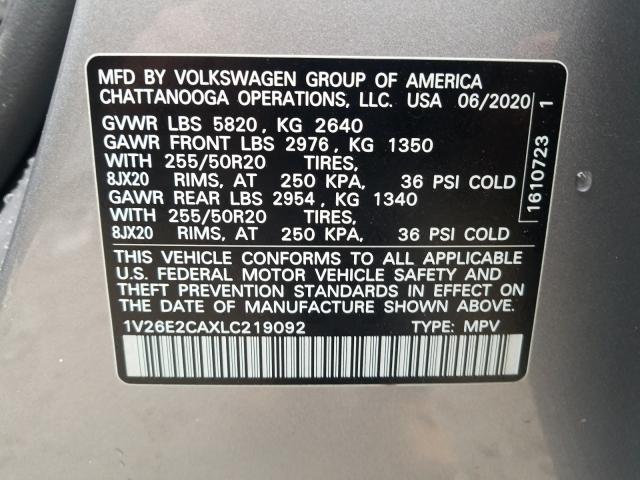 MFD BY VOLKSWAGEN GROUP OF AMERICA
CHATTANOOGA OPERATIONS, LLC. USA 06/2020
GVWR LBS 5820, KG 2640
GAWR FRONT LBS 2976, KG 1350
WITH 255/50R20 TIRES,
8JX20 RIMS, AT 250 KPA, 36 PSI COLD
GAWR REAR LBS 2954, KG 1340
WITH 255/50R20 TIRES,
8JX20 RIMS, AT 250 KPA, 36 PSI COLD
THIS VEHICLE CONFORMS TO ALL APPLICABLE
U.S. FEDERAL MOTOR VEHICLE SAFETY AND
THEFT PREVENTION STANDARDS IN EFFECT ON
THE DATE OF MANUFACTURE SHOWN ABOVE.
1V26E2CAXLC219092 TYPE: MPV
1610723 1